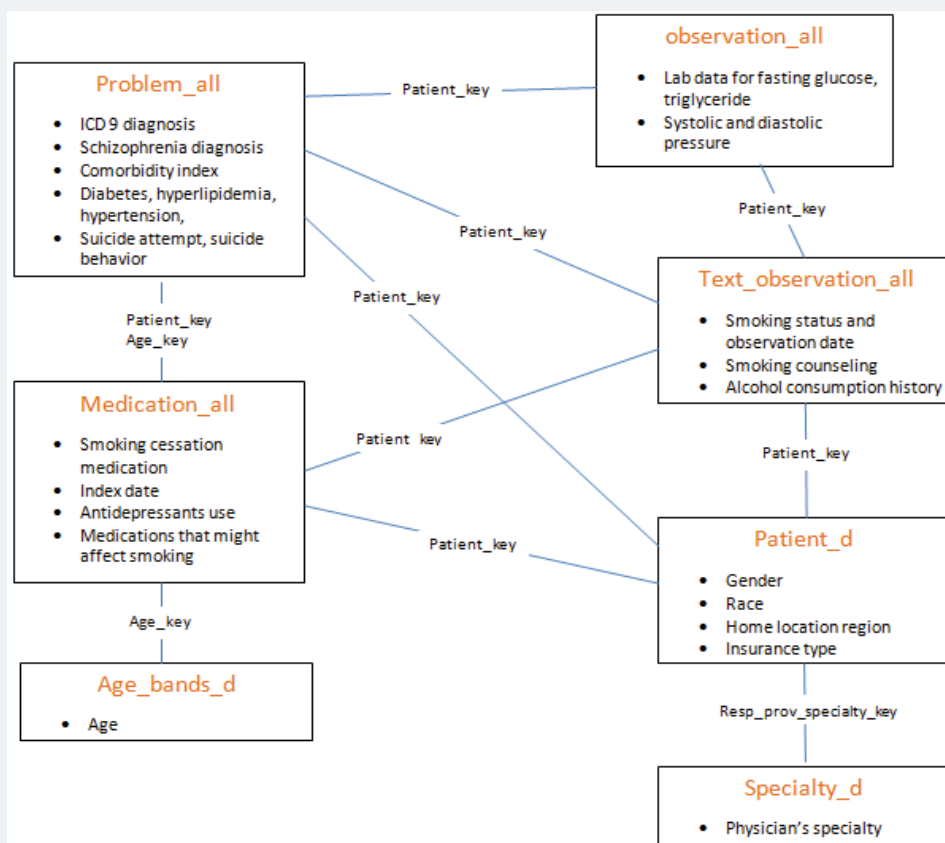 observation_all
• Lab data for fasting glucose,
triglyceride
• Systolic and diastolic
pressure
Problem_all
• ICD 9 diagnosis
• Schizophrenia diagnosis
• Comorbidity index
• Diabetes, hyperlipidemia,
hypertension,
• Suicide attempt, suicide
behavior
Patient_key
Patient_key
Patient_key
Patient_key
Text_observation_all
• Smoking status and
observation date
• Smoking counseling
• Alcohol consumption history
Patient_key
Age_key
Medication_all
• Smoking cessation
medication
• Index date
• Antidepressants use
• Medications that might
affect smoking
Patient key
Patient_key
Patient_key
Patient_d
• Gender
• Race
• Home location region
• Insurance type
Age_key
Age_bands_d
• Age
Resp_prov_specialty_key
Specialty_d
• Physician's specialty